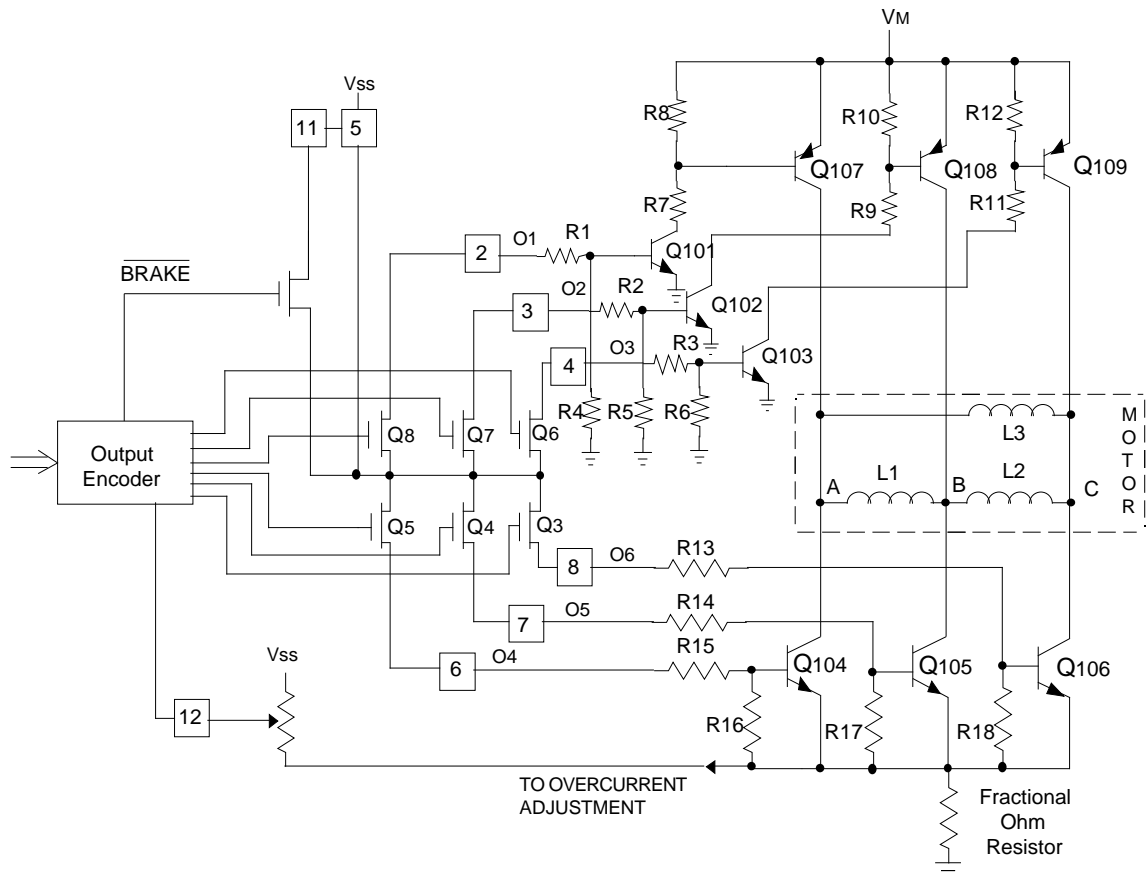 VM
Vss
R8
R10
R12
11
5
Q107
Q108
Q109
R7
R9
R11
2
O1
R1
Q101
BRAKE
O2
R2
Q102
3
O3
R3
Q103
4
R4
R5
R6
Output
Encoder
Q8
Q7
Q6
Q5
Q4
Q3
L3
A
L1
B
L2
C
MOTOR
8
O6
R13
7
O5
R14
6
O4
R15
Q104
Q105
Q106
Vss
12
R16
R17
R18
TO OVERCURRENT
ADJUSTMENT
Fractional
Ohm
Resistor